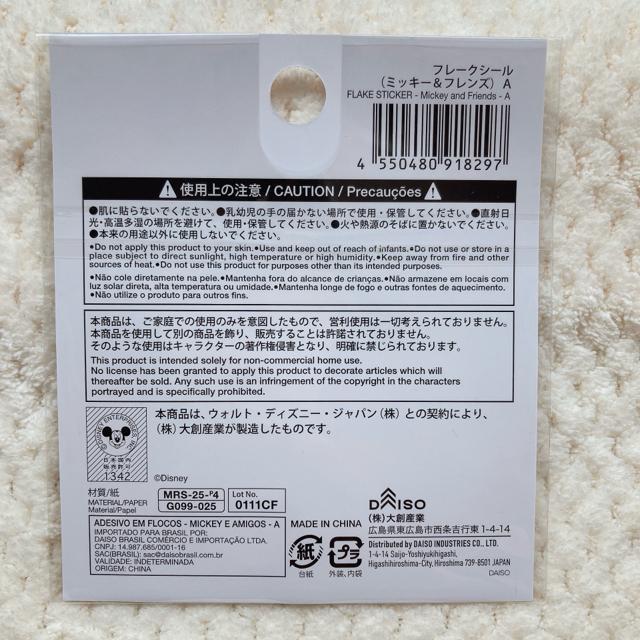 フレークシール
（ミッキー＆フレンズ）A
FLAKE STICKER - Mickey and Friends - A
4 550480 918297
使用上の注意 / CAUTION / Precauções
●肌に貼らないでください。●乳幼児の手の届かない場所で使用・保管してください。●直射日
光・高温多湿の場所を避けて、使用・保管してください。●火や熱源のそばに置かないでください。
●本来の用途以外に使用しないでください。
●Do not apply this product to your skin.●Use and keep out of reach of infants.●Do not use or store in a
place subject to direct sunlight, high temperature or high humidity.●Keep away from fire and other
sources of heat.●Do not use this product for purposes other than its intended purposes.
●Não cole diretamente na pele.●Mantenha fora do alcance de crianças.●Não armazene em locais com
luz solar direta, alta temperatura ou umidade.●Mantenha longe de fogo e outras fontes de aquecimento.
●Não utilize o produto para outros fins.
本商品は、ご家庭での使用のみを意図したもので、営利使用は一切考えられておりません。
本商品を使用して別の商品を飾り、販売することは許諾されておりません。
そのような使用はキャラクターの著作権侵害となり、明確に禁じられております。
This product is intended solely for non-commercial home use.
No license has been granted to apply this product to decorate articles which will
thereafter be sold. Any such use is an infringement of the copyright in the characters
portrayed and is specifically prohibited.
本商品は、ウォルト・ディズニー・ジャパン（株）との契約により、
（株）大創産業が製造したものです。
日本国内
販売許可
1342
©Disney
材質/紙
MATERIAL/PAPER
Material/Papel
MRS-25-#4
G099-025
Lot No.
0111CF
ADESIVO EM FLOCOS - MICKEY E AMIGOS - A
IMPORTADO PARA BRASIL POR:
DAISO BRASIL COMÉRCIO E IMPORTAÇÃO LTDA.
CNPJ: 14.987.685/0001-16
SAC(BRASIL): sac@daisobrasil.com.br
VALIDADE: INDETERMINADA
ORIGEM: CHINA
MADE IN CHINA
紙
台紙
プラ
外装、内袋
DAISO
（株）大創産業
広島県東広島市西条吉行東 1-4-14
Distributed by DAISO INDUSTRIES CO., LTD.
1-4-14 Saijo-Yoshiyukihigashi,
Higashihiroshima-City, Hiroshima 739-8501 JAPAN
DAISO